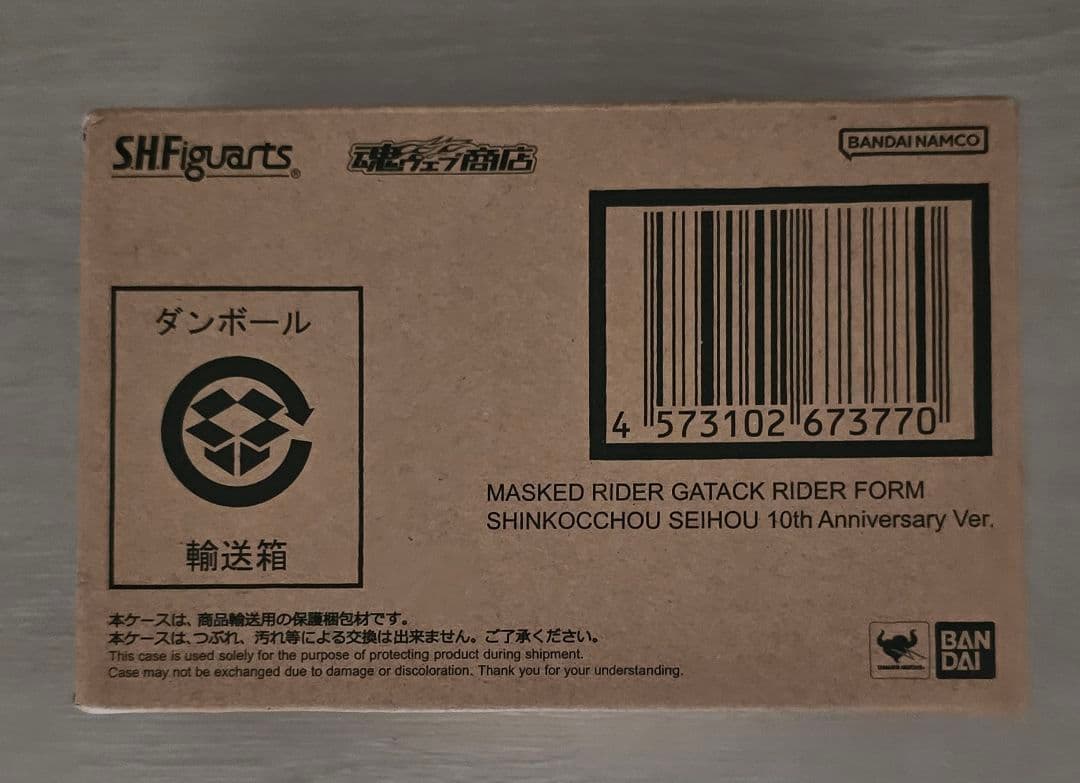 S.H.Figuarts®
魂ウェブ商店
BANDAI NAMCO
4 573102 673770
MASKED RIDER GATACK RIDER FORM
SHINKOCCHOU SEIHOU 10th Anniversary Ver.
ダンボール
輸送箱
本ケースは、商品輸送用の保護梱包材です。
本ケースは、つぶれ、汚れ等による交換は出来ません。ご了承ください。
This case is used solely for the purpose of protecting product during shipment.
Case may not be exchanged due to damage or discoloration. Thank you for your understanding.
BAN
DAI